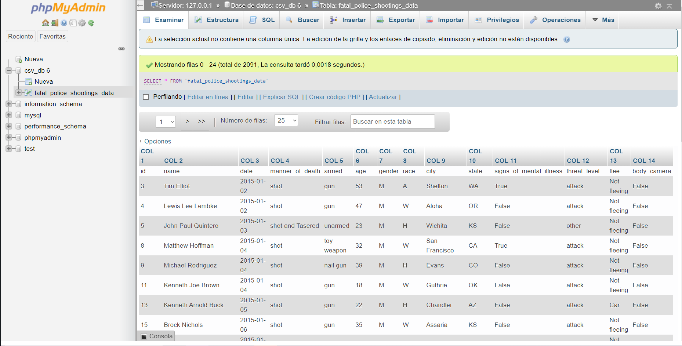 phpMyAdmin
Servidor: 127.0.0.1 » Base de datos: csv_db 6 » Tabla: fatal_police_shootings_data
Examinar Estructura SQL Buscar Insertar Exportar Importar Privilegios Operaciones Más
Reciente Favoritas
Nueva
csv_db 6
Nueva
fatal_police_shootings_data
information_schema
mysql
performance_schema
phpmyadmin
test
La selección actual no contiene una columna única. La edición de la grilla y los enlaces de copiado, eliminación y edición no están disponibles.
Mostrando filas 0 - 24 (total de 2091, La consulta tardó 0.0018 segundos.)
SELECT * FROM `fatal_police_shootings_data`
Perfilando [ Editar en línea ] [ Editar ] [ Explicar SQL ] [ Crear código PHP ] [ Actualizar ]
1 > >> Número de filas: 25 Filtrar filas: Buscar en esta tabla
+ Opciones
COL 1 COL 2 COL 3 COL 4 COL 5 COL 6 COL 7 COL 8 COL 9 COL 10 COL 11 COL 12 COL 13 COL 14
id name date manner_of_death armed age gender race city state signs_of_mental_illness threat_level flee body_camera
3 Tim Elliot 2015-01-02 shot gun 53 M A Shelton WA True attack Not fleeing False
4 Lewis Lee Lembke 2015-01-02 shot gun 47 M W Aloha OR False attack Not fleeing False
5 John Paul Quintero 2015-01-03 shot and Tasered unarmed 23 M H Wichita KS False other Not fleeing False
8 Matthew Hoffman 2015-01-04 shot toy weapon 32 M W San Francisco CA True attack Not fleeing False
9 Michael Rodriguez 2015-01-04 shot nail gun 39 M H Evans CO False attack Not fleeing False
11 Kenneth Joe Brown 2015-01-04 shot gun 18 M W Guthrie OK False attack Not fleeing False
13 Kenneth Arnold Buck 2015-01-05 shot gun 22 M H Chandler AZ False attack Car False
15 Brock Nichols 2015-01-06 shot gun 35 M W Assaria KS False attack Not fleeing False
Consola